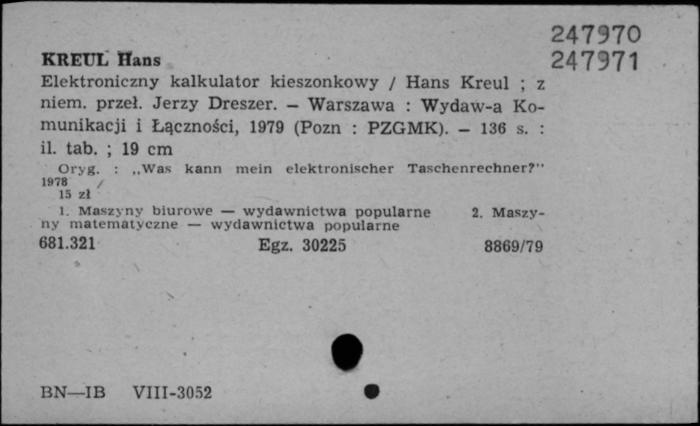 247970
KREUL Hans
247971
Elektroniczny kalkulator kieszonkowy / Hans Kreul ; z
niem. przeł. Jerzy Dreszer. — Warszawa : Wydaw-a Ko-
munikacji i Łączności, 1979 (Pozn : PZGMK). — 136 s. :
il. tab. ; 19 cm
Oryg. : ,,Was kann mein elektronischer Taschenrechner?''
1978
15 zł
1. Maszyny biurowe — wydawnictwa popularne 2. Maszy-
ny matematyczne — wydawnictwa popularne
681.321 Egz. 30225 8869/79
BN—IB VIII-3052